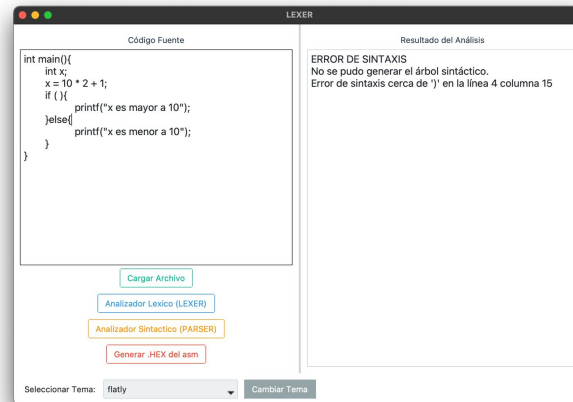 LEXER
Código Fuente
int main(){
int x;
x = 10 * 2 + 1;
if ( ){
printf("x es mayor a 10");
}else{
printf("x es menor a 10");
}
}
Cargar Archivo
Analizador Lexico (LEXER)
Analizador Sintactico (PARSER)
Generar .HEX del asm
Seleccionar Tema: flatly Cambiar Tema
Resultado del Análisis
ERROR DE SINTAXIS
No se pudo generar el árbol sintáctico.
Error de sintaxis cerca de ')' en la línea 4 columna 15